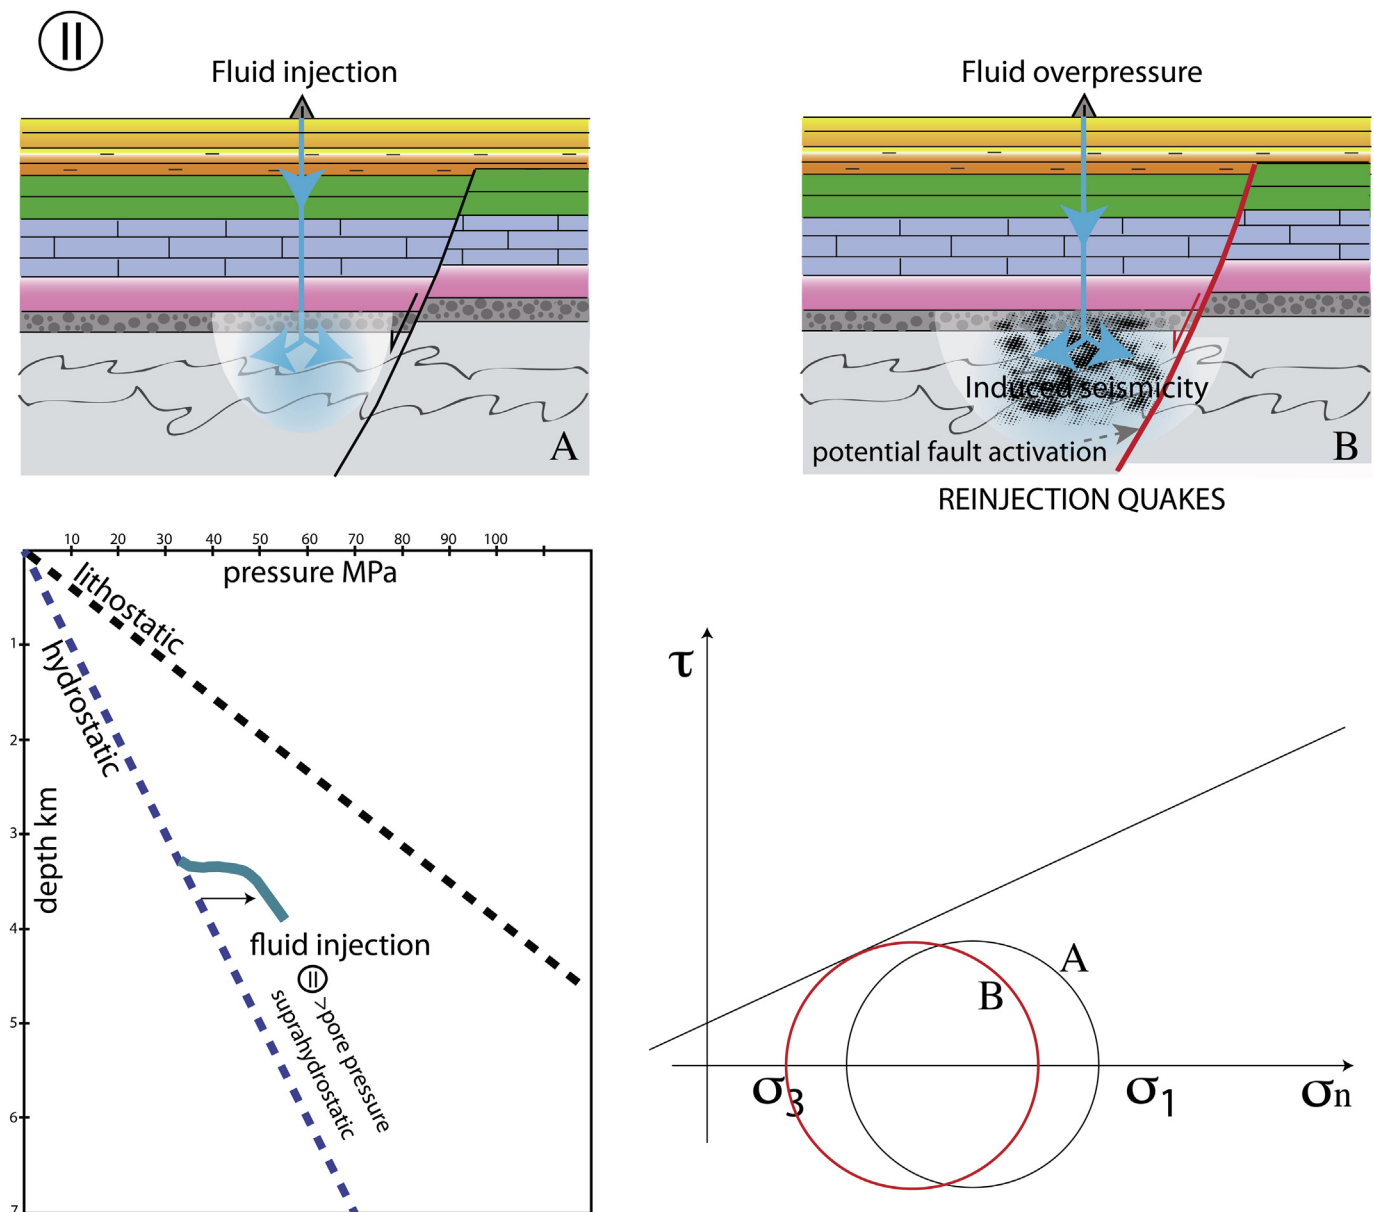 II
Fluid injection
Fluid overpressure
A
Induced seismicity
potential fault activation
B
REINJECTION QUAKES
10 20 30 40 50 60 70 80 90 100
pressure MPa
lithostatic
hydrostatic
depth km
1
2
3
4
5
6
7
fluid injection
II
>pore pressure
suprahydrostatic
τ
A
B
σ3
σ1
σn